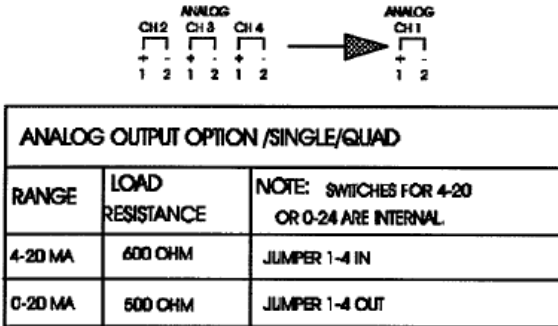 ANALOG ANALOG
CH 2 CH 3 CH 4 CH 1
+ - + - + - + -
1 2 1 2 1 2 1 2
ANALOG OUTPUT OPTION /SINGLE/QUAD
RANGE
LOAD
RESISTANCE
NOTE: SWITCHES FOR 4-20
OR 0-24 ARE INTERNAL.
4-20 MA 600 OHM JUMPER 1-4 IN
0-20 MA 500 OHM JUMPER 1-4 OUT